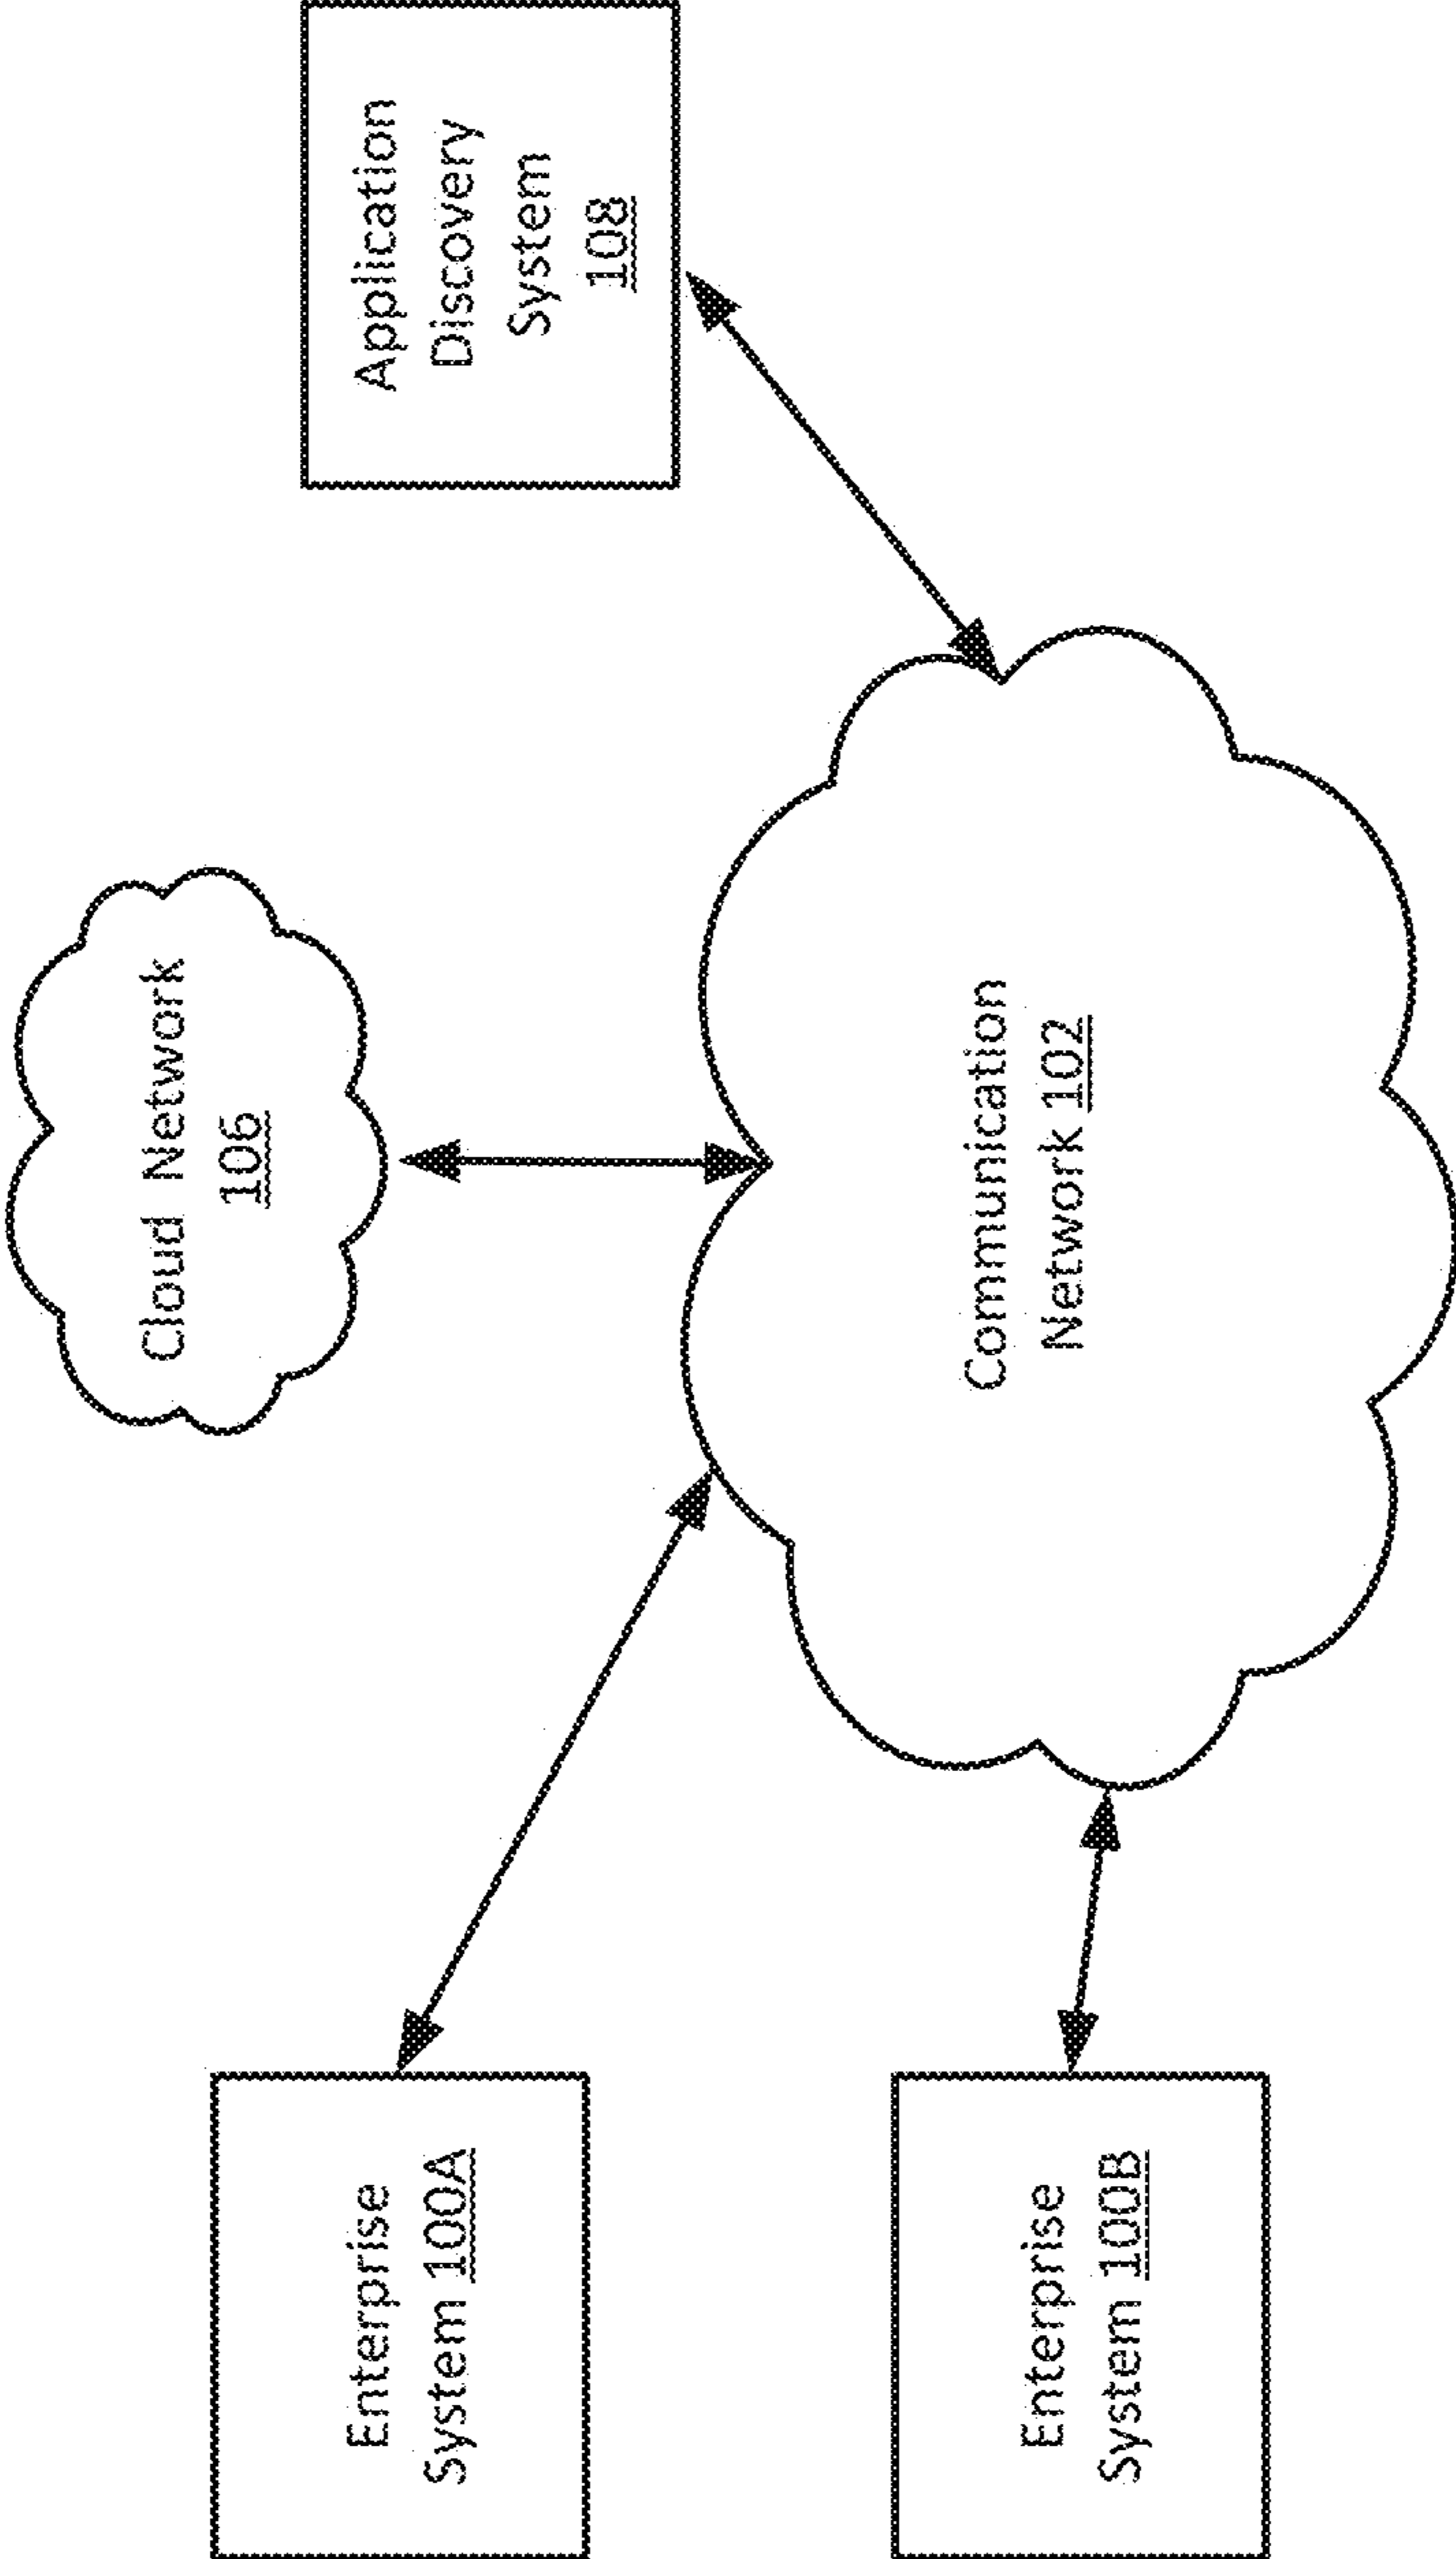 Cloud Network
106
Application
Discovery
System
108
Enterprise
System 100A
Communication
Network 102
Enterprise
System 100B